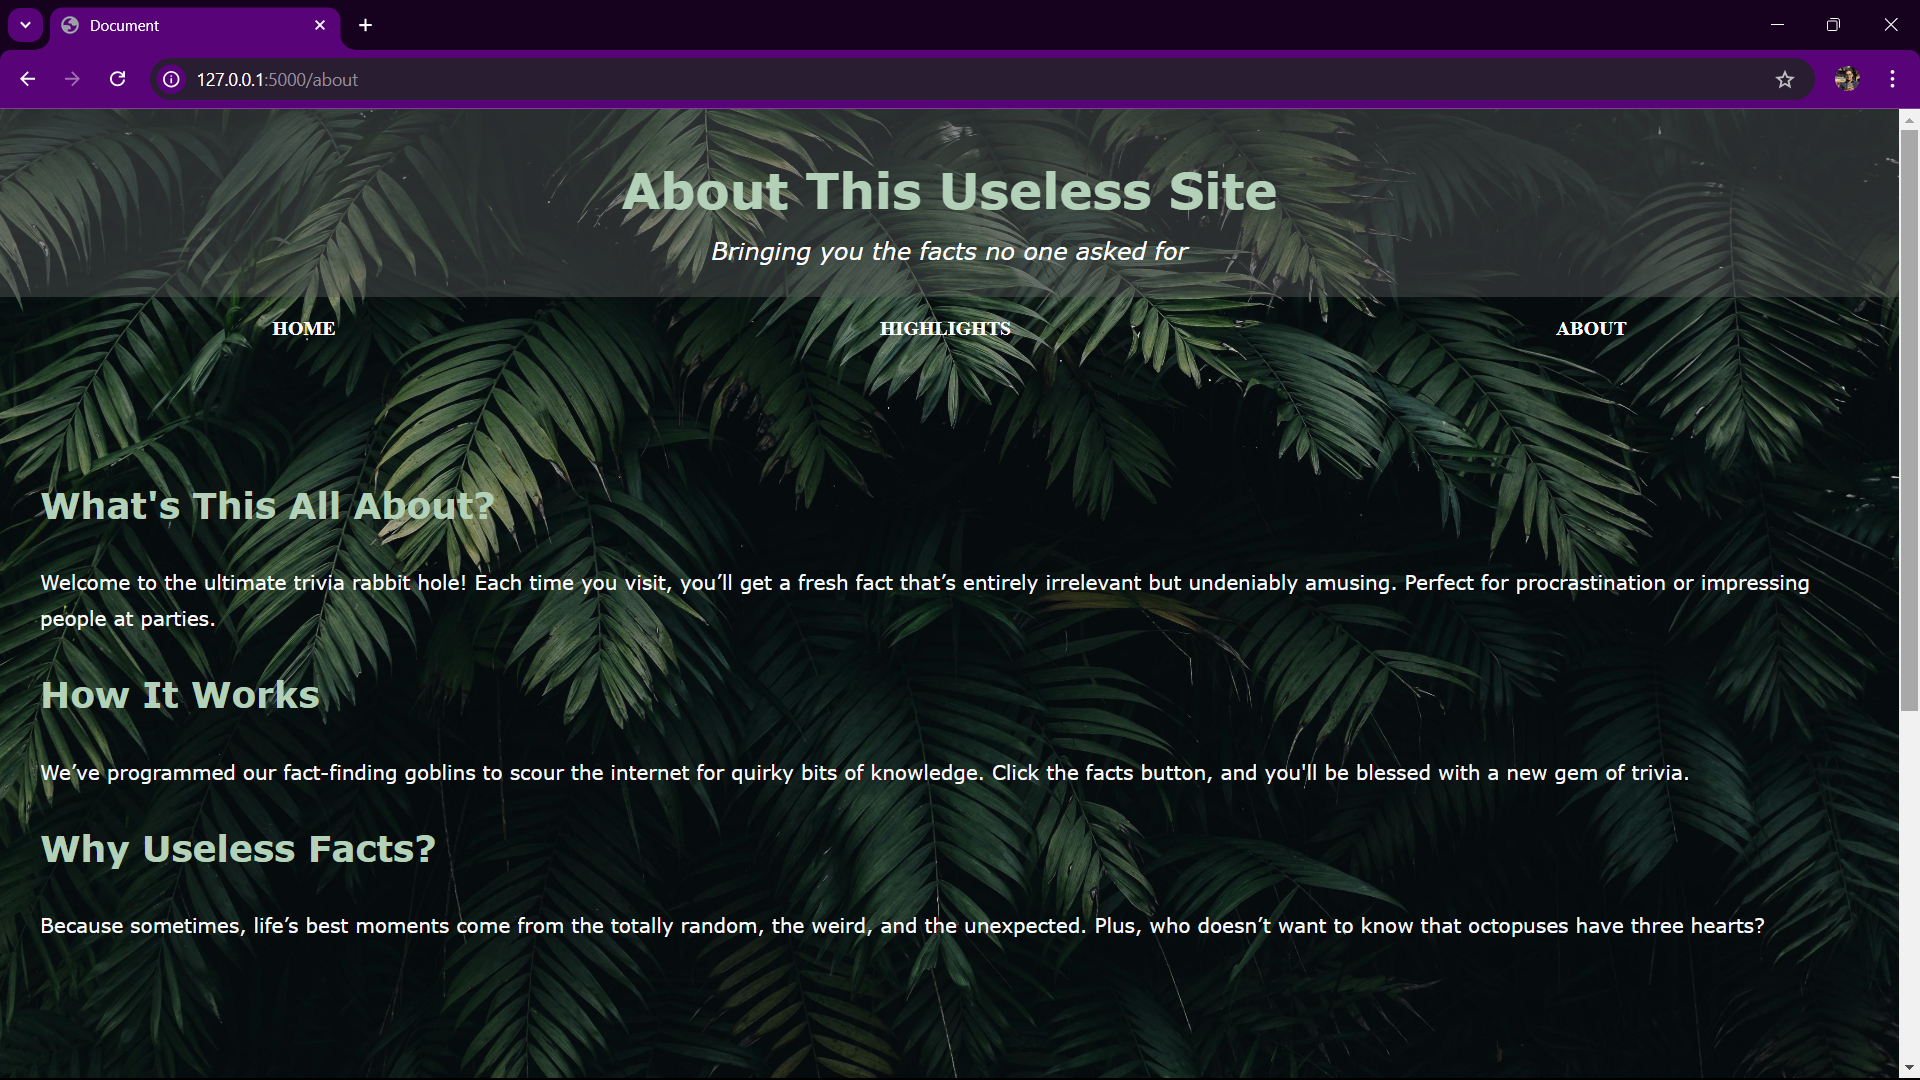 Document
127.0.0.1:5000/about
About This Useless Site
Bringing you the facts no one asked for
HOME HIGHLIGHTS ABOUT
What's This All About?
Welcome to the ultimate trivia rabbit hole! Each time you visit, you’ll get a fresh fact that’s entirely irrelevant but undeniably amusing. Perfect for procrastination or impressing
people at parties.
How It Works
We’ve programmed our fact-finding goblins to scour the internet for quirky bits of knowledge. Click the facts button, and you'll be blessed with a new gem of trivia.
Why Useless Facts?
Because sometimes, life’s best moments come from the totally random, the weird, and the unexpected. Plus, who doesn’t want to know that octopuses have three hearts?